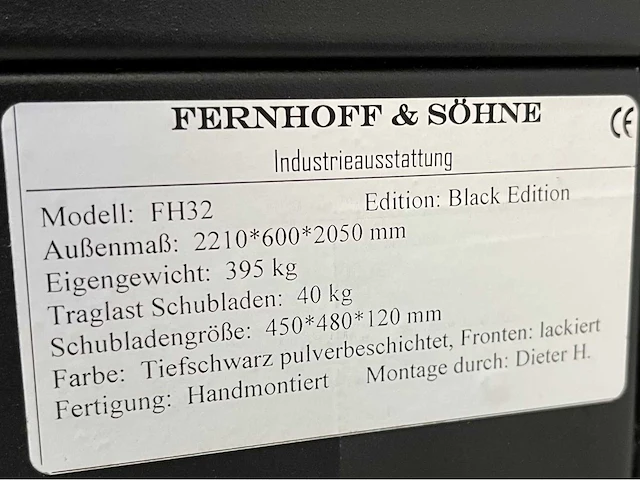 FERNHOFF & SÖHNE
CE
Industrieausstattung
Modell: FH32 Edition: Black Edition
Außenmaß: 2210*600*2050 mm
Eigengewicht: 395 kg
Traglast Schubladen: 40 kg
Schubladengröße: 450*480*120 mm
Farbe: Tiefschwarz pulverbeschichtet, Fronten: lackiert
Fertigung: Handmontiert Montage durch: Dieter H.